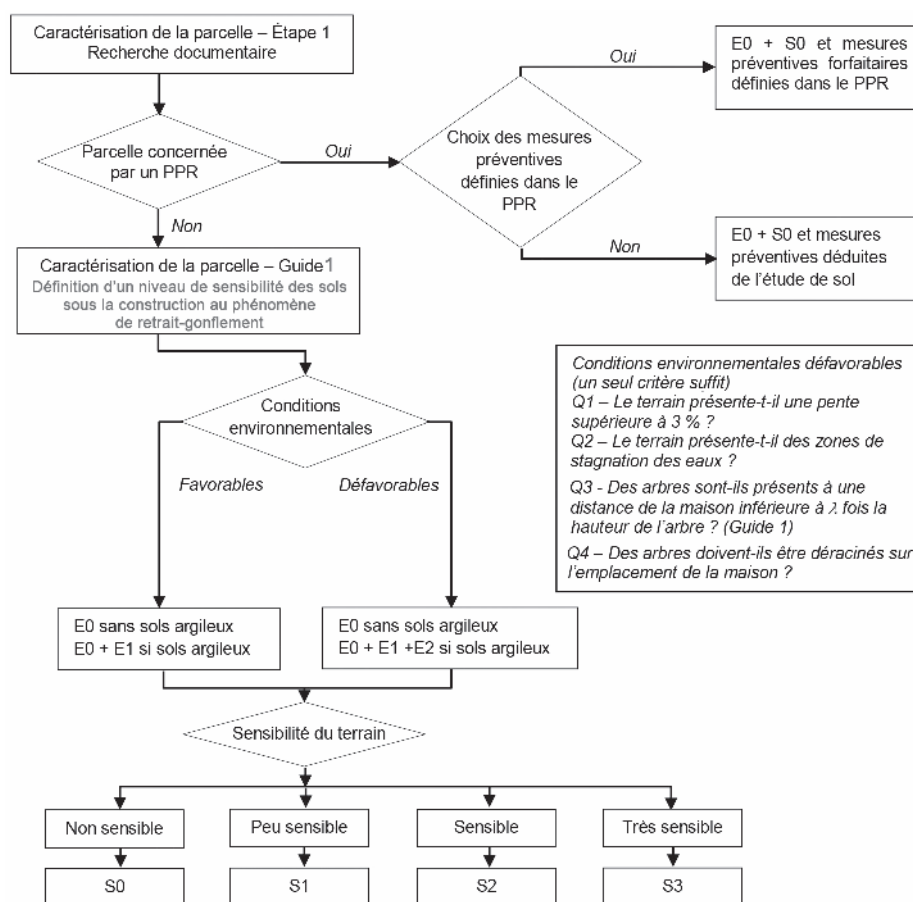 Caractérisation de la parcelle – Étape 1
Recherche documentaire
Parcelle concernée
par un PPR
Oui
Choix des mesures
préventives
définies dans le
PPR
Oui
E0 + S0 et mesures
préventives forfaitaires
définies dans le PPR
Non
E0 + S0 et mesures
préventives déduites
de l'étude de sol
Non
Caractérisation de la parcelle – Guide1
Définition d'un niveau de sensibilité des sols
sous la construction au phénomène
de retrait-gonflement
Conditions
environnementales
Favorables
Défavorables
Conditions environnementales défavorables
(un seul critère suffit)
Q1 – Le terrain présente-t-il une pente
supérieure à 3 % ?
Q2 – Le terrain présente-t-il des zones de
stagnation des eaux ?
Q3 - Des arbres sont-ils présents à une
distance de la maison inférieure à λ fois la
hauteur de l'arbre ? (Guide 1)
Q4 – Des arbres doivent-ils être déracinés sur
l'emplacement de la maison ?
E0 sans sols argileux
E0 + E1 si sols argileux
E0 sans sols argileux
E0 + E1 +E2 si sols argileux
Sensibilité du terrain
Non sensible
Peu sensible
Sensible
Très sensible
S0
S1
S2
S3